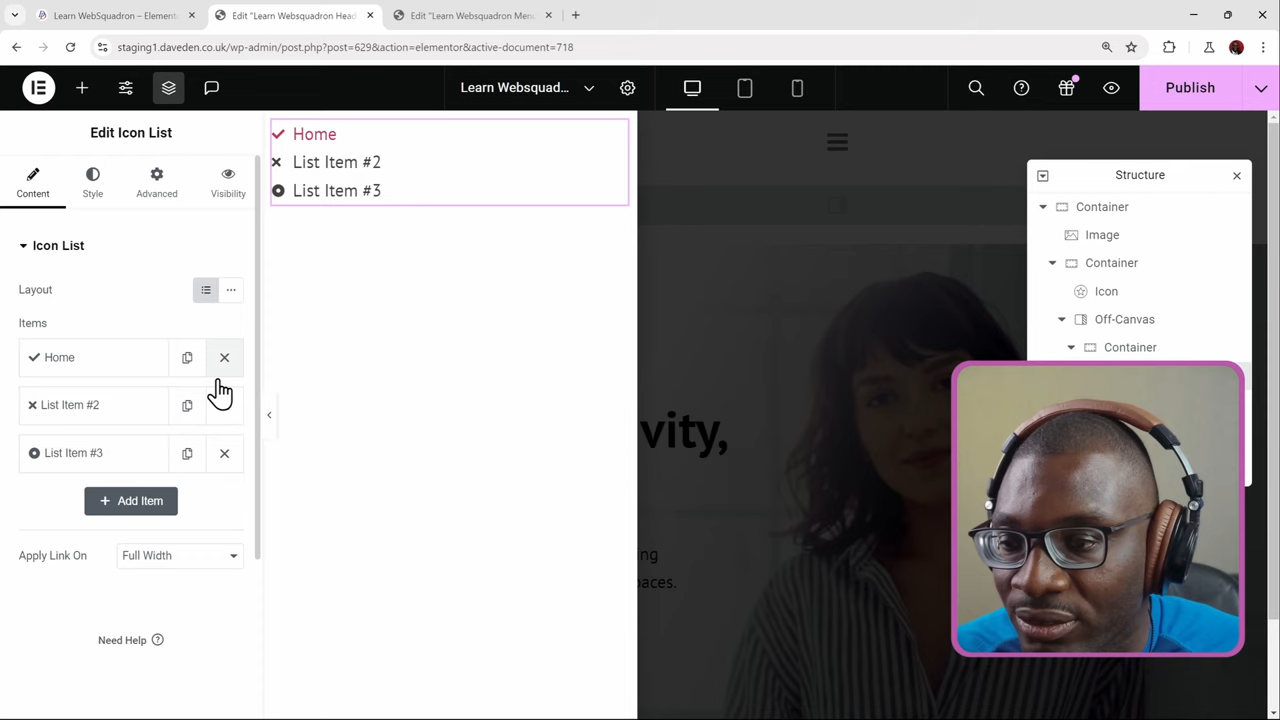 Learn WebSquadron – Elemento
Edit "Learn Websquadron Head
Edit "Learn Websquadron Menu
staging1.daveden.co.uk/wp-admin/post.php?post=629&action=elementor&active-document=718
Learn Websquad...
Publish
Edit Icon List
Content
Style
Advanced
Visibility
Icon List
Layout
Items
Home
List Item #2
List Item #3
Add Item
Apply Link On
Full Width
Need Help
Home
List Item #2
List Item #3
vity,
ng
paces.
Structure
Container
Image
Container
Icon
Off-Canvas
Container